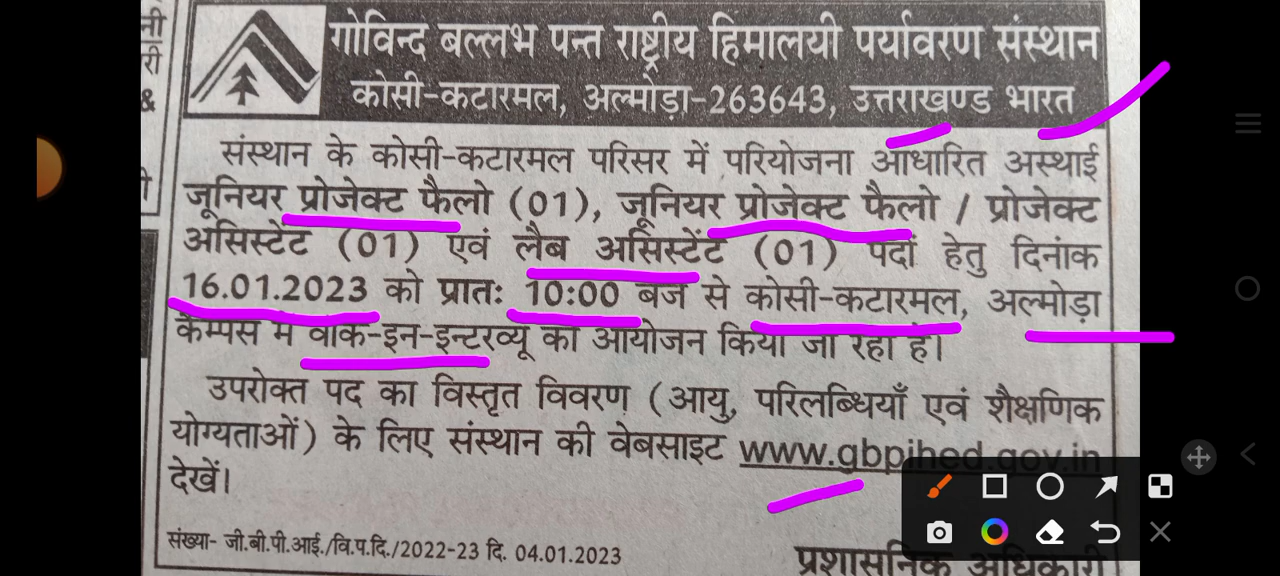 गोविन्द बल्लभ पन्त राष्ट्रीय हिमालयी पर्यावरण संस्थान
कोसी-कटारमल, अल्मोड़ा-263643, उत्तराखण्ड भारत
संस्थान के कोसी-कटारमल परिसर में परियोजना आधारित अस्थाई
जूनियर प्रोजेक्ट फैलो (01), जूनियर प्रोजेक्ट फैलो / प्रोजेक्ट
असिस्टेंट (01) एवं लैब असिस्टेंट (01) पदों हेतु दिनांक
16.01.2023 को प्रातः 10:00 बजे से कोसी-कटारमल, अल्मोड़ा
कैम्पस में वॉक-इन-इन्टरव्यू का आयोजन किया जा रहा है।
उपरोक्त पद का विस्तृत विवरण (आयु, परिलब्धियाँ एवं शैक्षणिक
योग्यताओं) के लिए संस्थान की वेबसाइट www.gbpihed.gov.in
देखें।
संख्या- जी.बी.पी.आई./वि.प.दि./2022-23 दि. 04.01.2023
प्रशासनिक अधिकारी